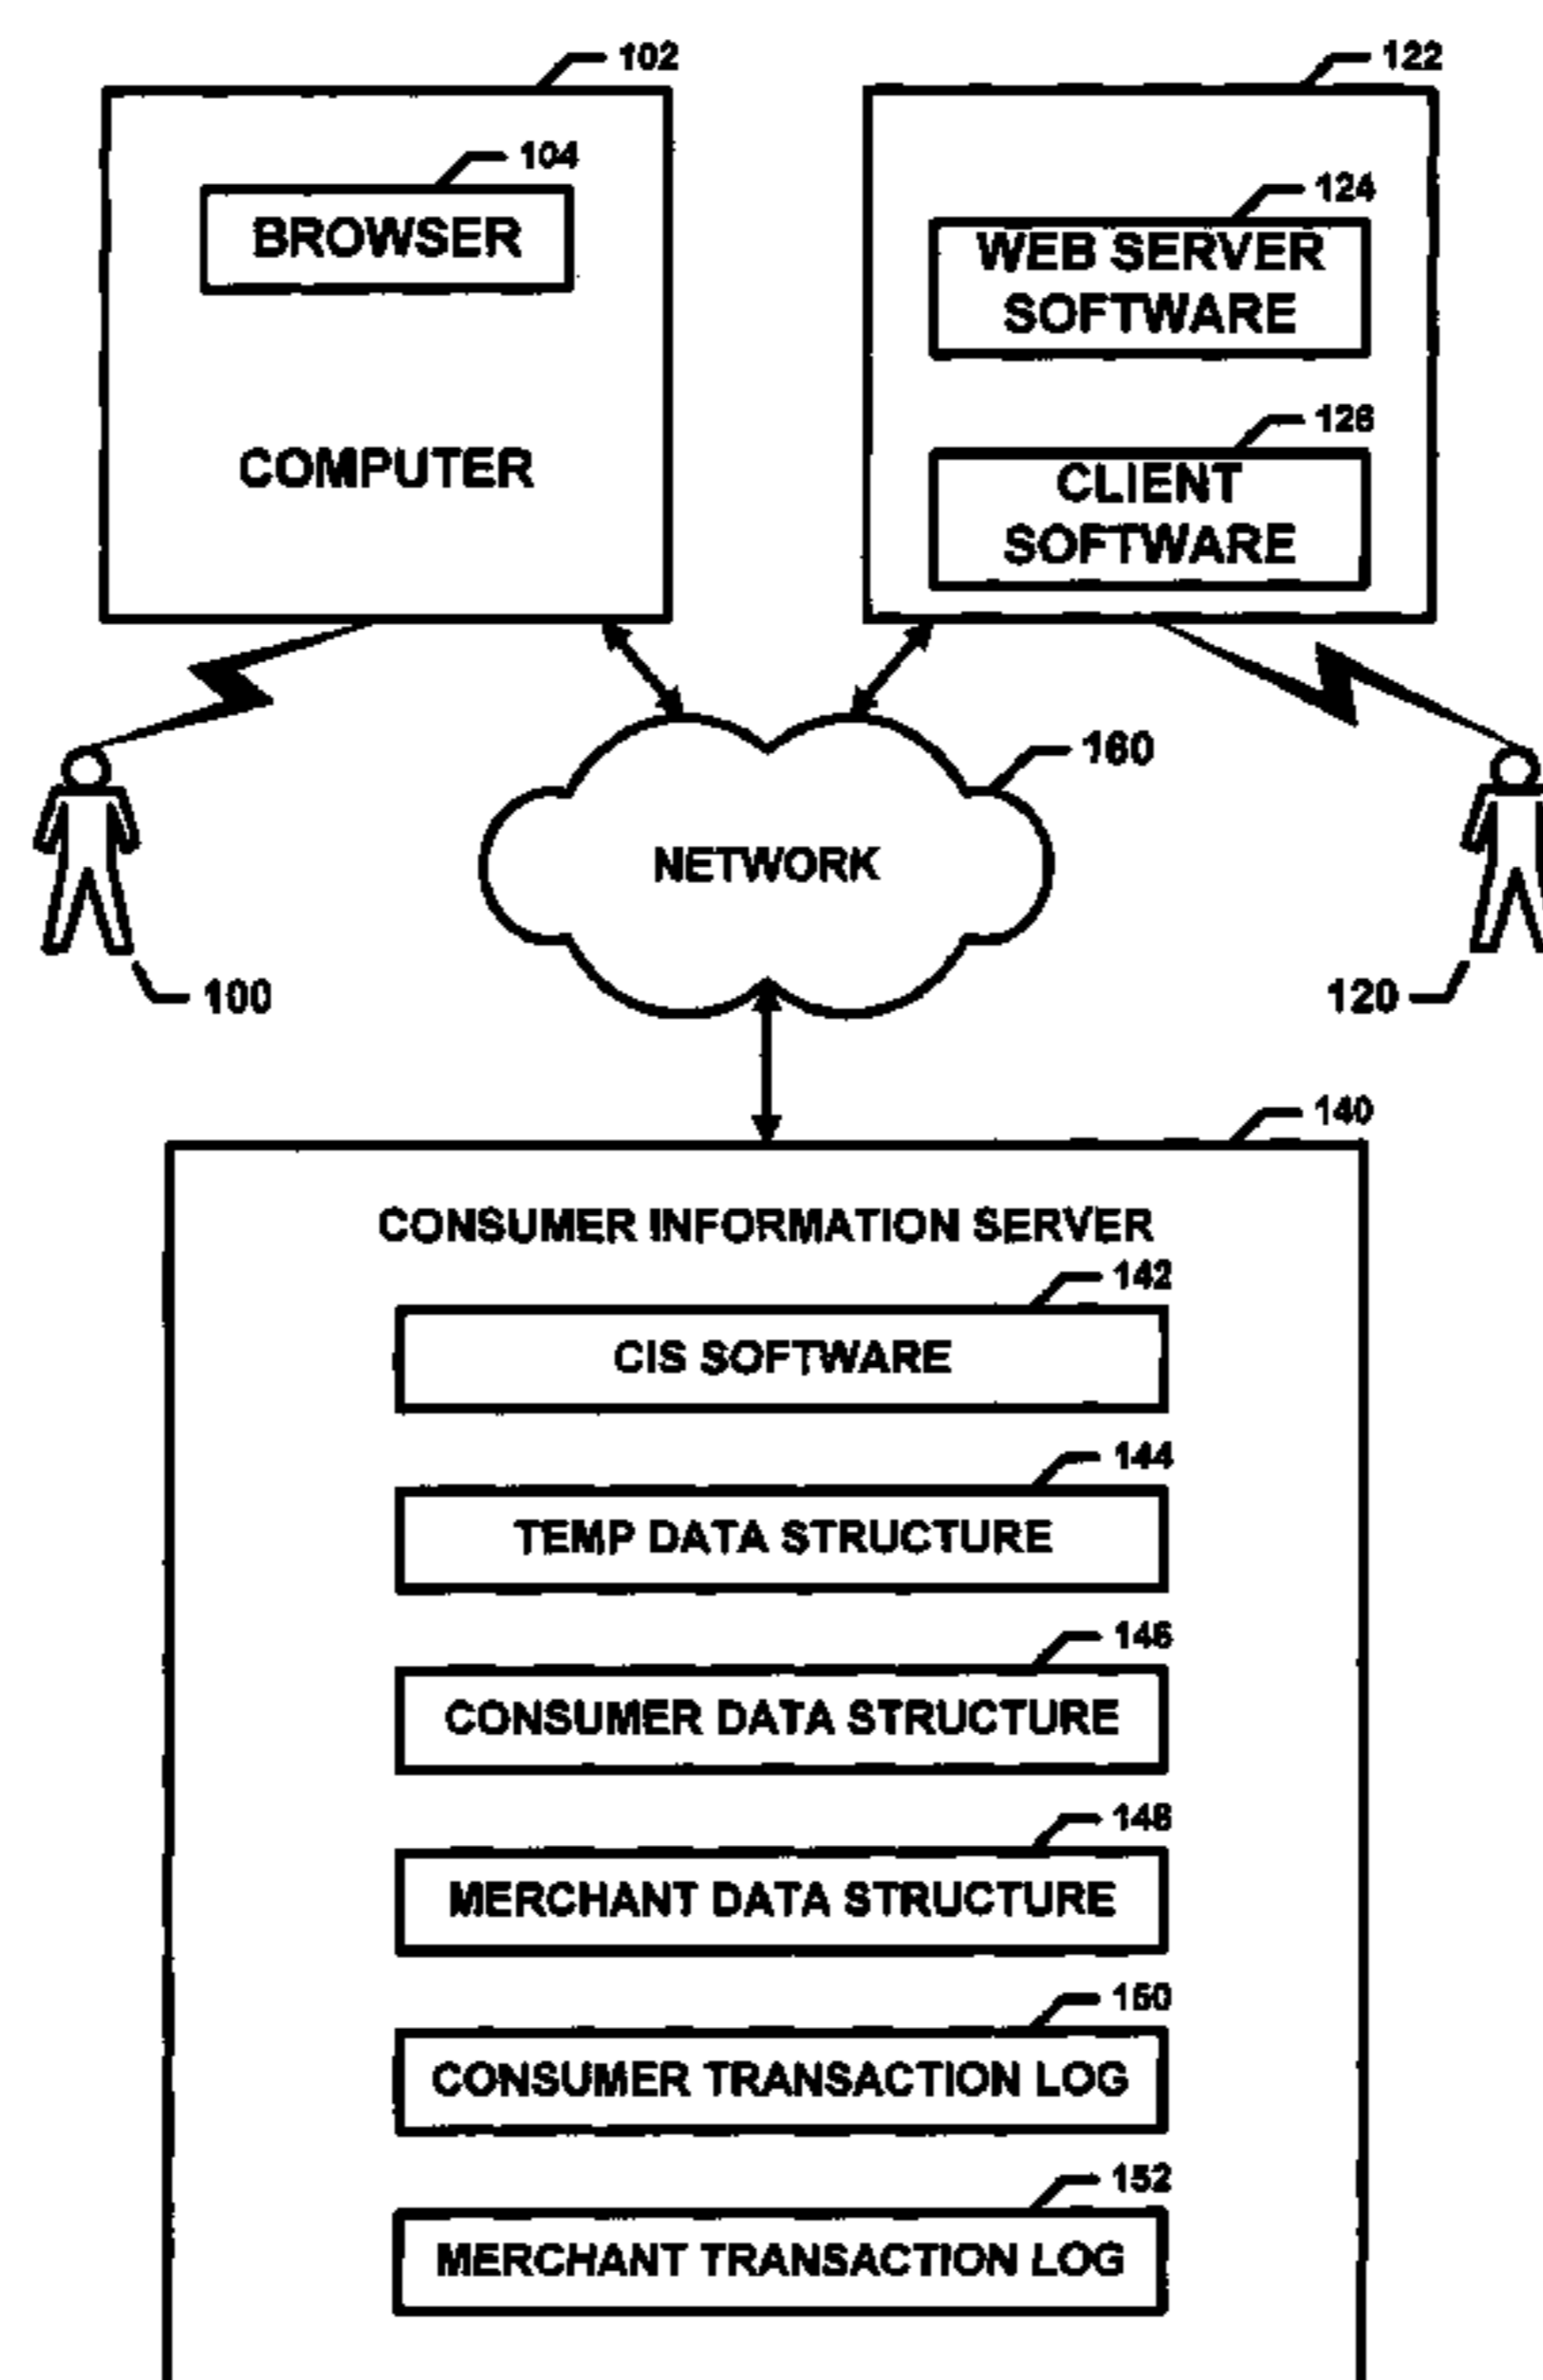 102
122
104
BROWSER
124
WEB SERVER
SOFTWARE
COMPUTER
126
CLIENT
SOFTWARE
160
NETWORK
100
120
140
CONSUMER INFORMATION SERVER
142
CIS SOFTWARE
144
TEMP DATA STRUCTURE
146
CONSUMER DATA STRUCTURE
148
MERCHANT DATA STRUCTURE
150
CONSUMER TRANSACTION LOG
152
MERCHANT TRANSACTION LOG